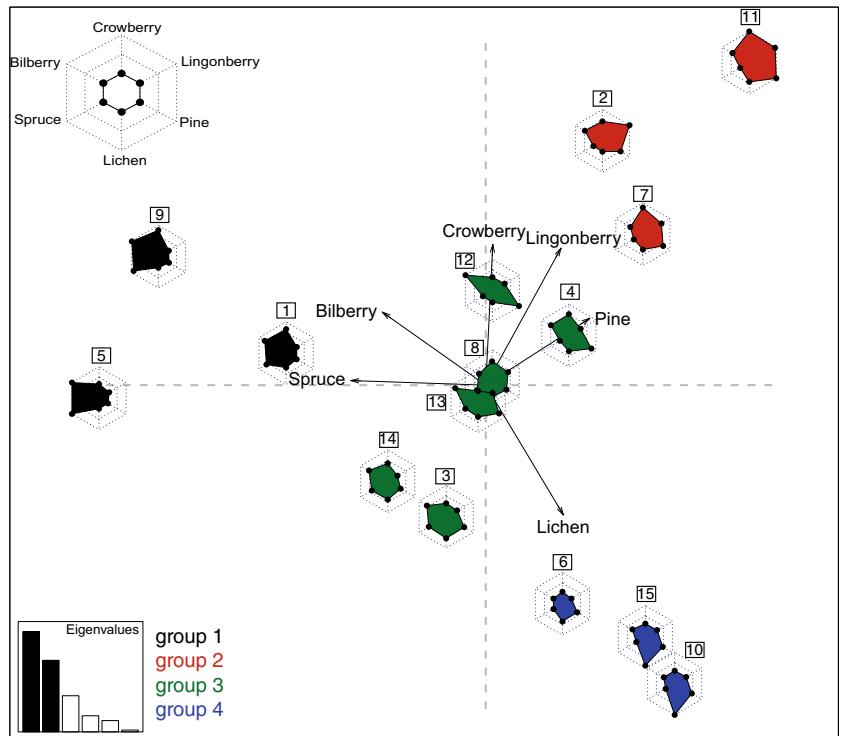 11
Crowberry
Bilberry
Lingonberry
2
Spruce
Pine
Lichen
9
7
Crowberry
Lingonberry
12
4
1
Bilberry
Pine
8
5
Spruce
13
14
3
Lichen
6
15
10
Eigenvalues
group 1
group 2
group 3
group 4